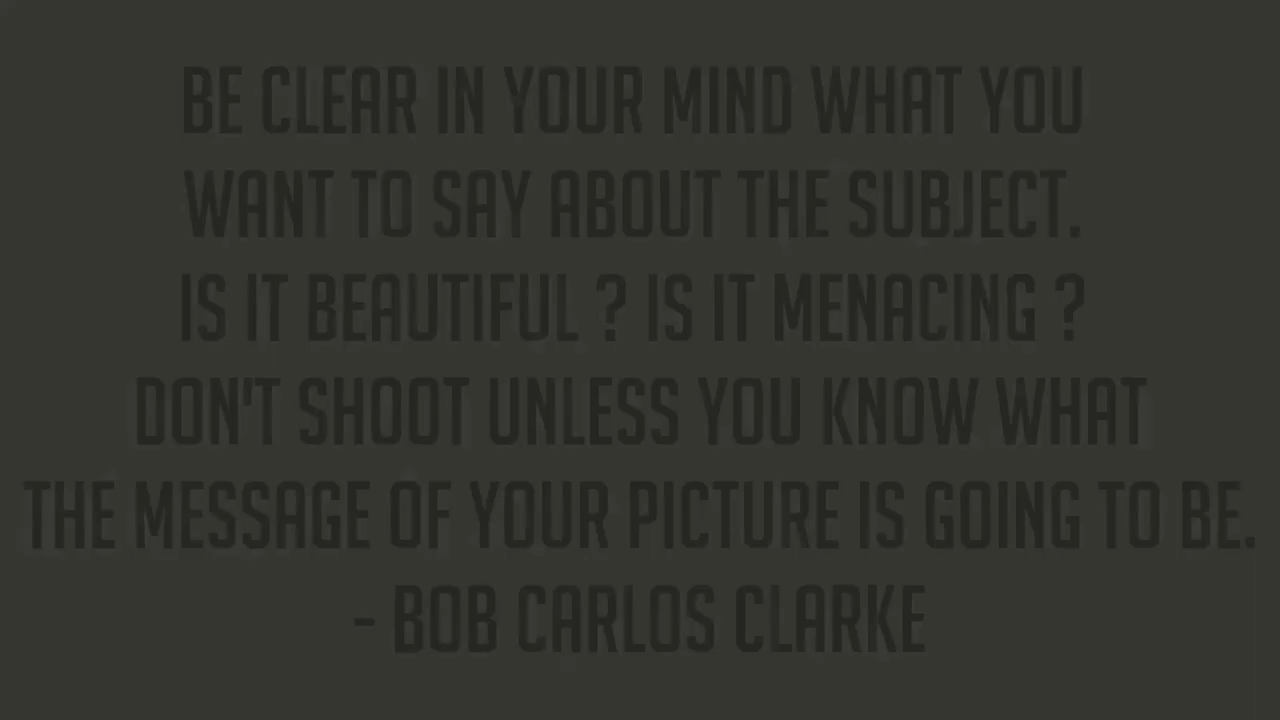 BE CLEAR IN YOUR MIND WHAT YOU
WANT TO SAY ABOUT THE SUBJECT.
IS IT BEAUTIFUL ? IS IT MENACING ?
DON'T SHOOT UNLESS YOU KNOW WHAT
THE MESSAGE OF YOUR PICTURE IS GOING TO BE.
- BOB CARLOS CLARKE